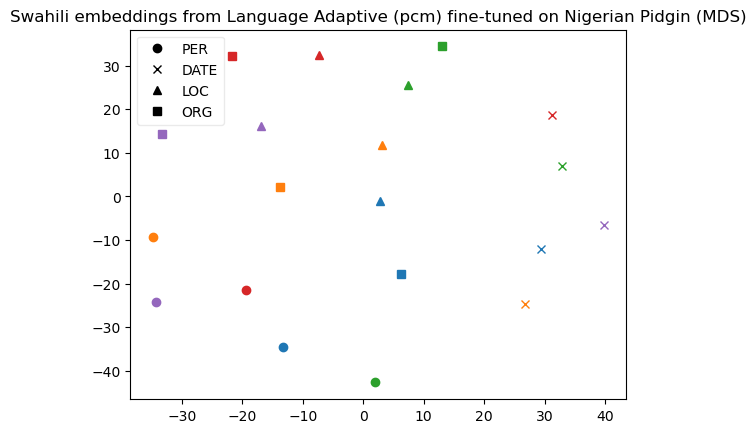 Swahili embeddings from Language Adaptive (pcm) fine-tuned on Nigerian Pidgin (MDS)
PER
DATE
LOC
ORG
30
20
10
0
−10
−20
−30
−40
−30 −20 −10 0 10 20 30 40